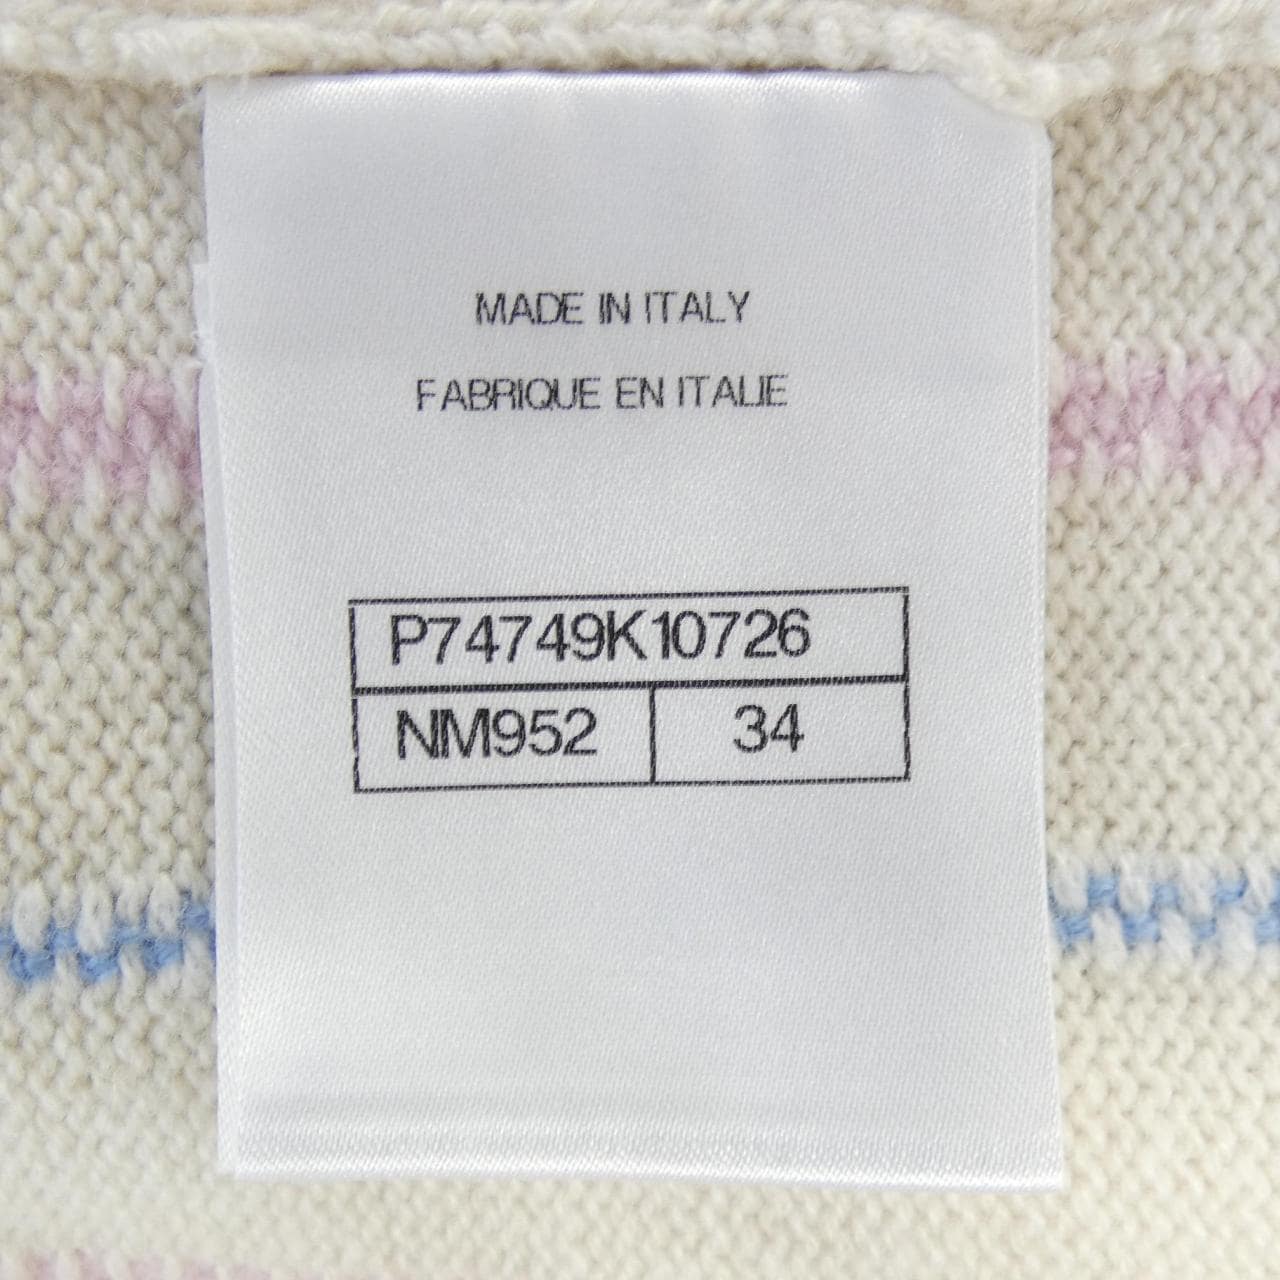 MADE IN ITALY
FABRIQUE EN ITALIE
P74749K10726
NM952 34